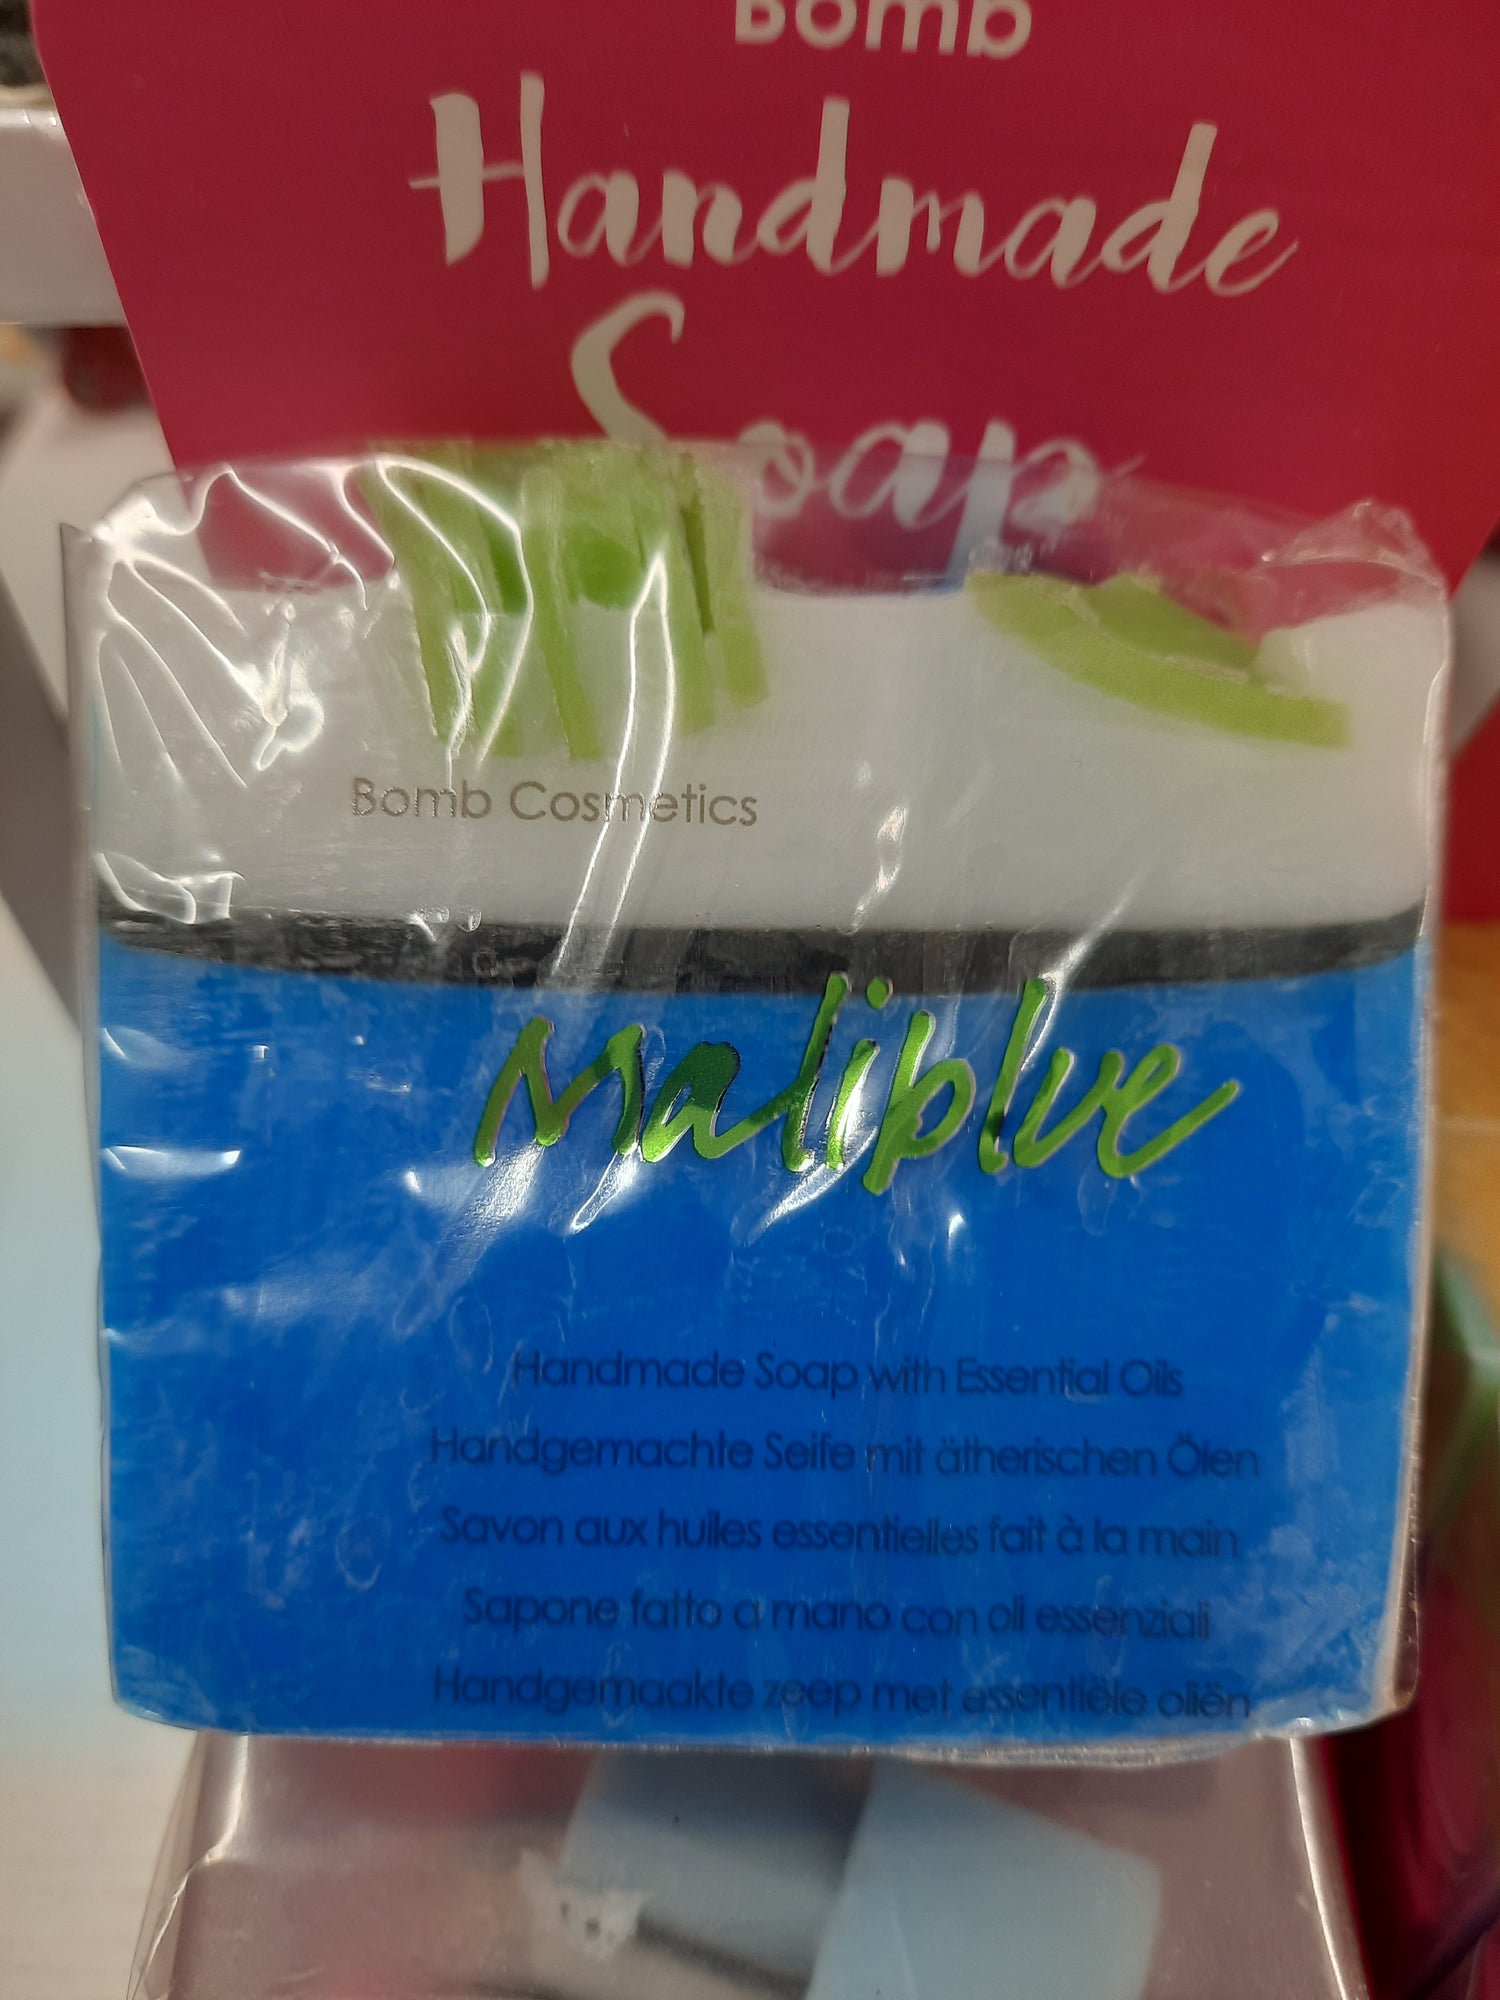 Bomb
Handmade
Soap
Bomb Cosmetics
Maliblue
Handmade Soap with Essential Oils
Handgemachte Seife mit ätherischen Ölen
Savon aux huiles essentielles fait à la main
Sapone fatto a mano con oli essenziali
Handgemaakte zeep met essentiële oliën